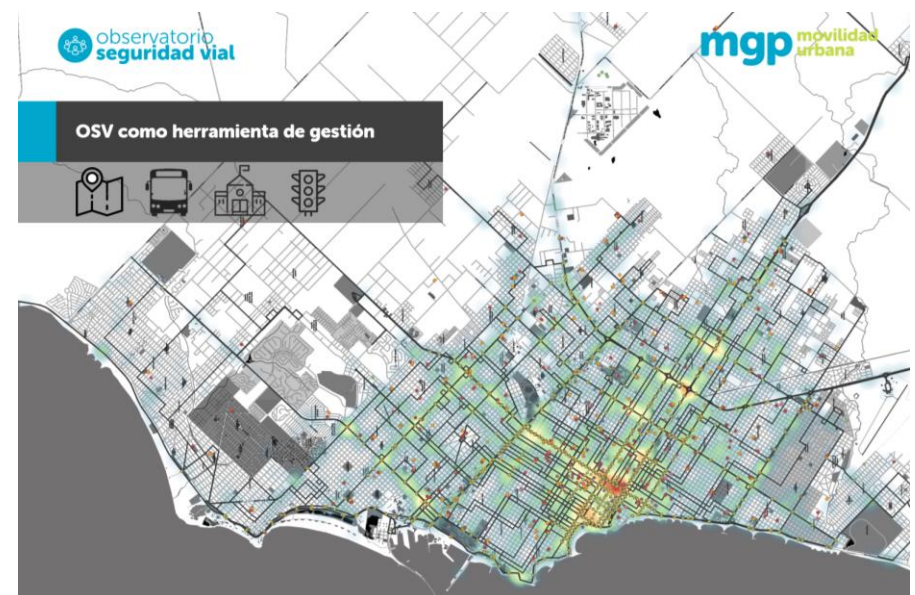 observatorio
seguridad vial
mgp
movilidad
urbana
OSV como herramienta de gestión